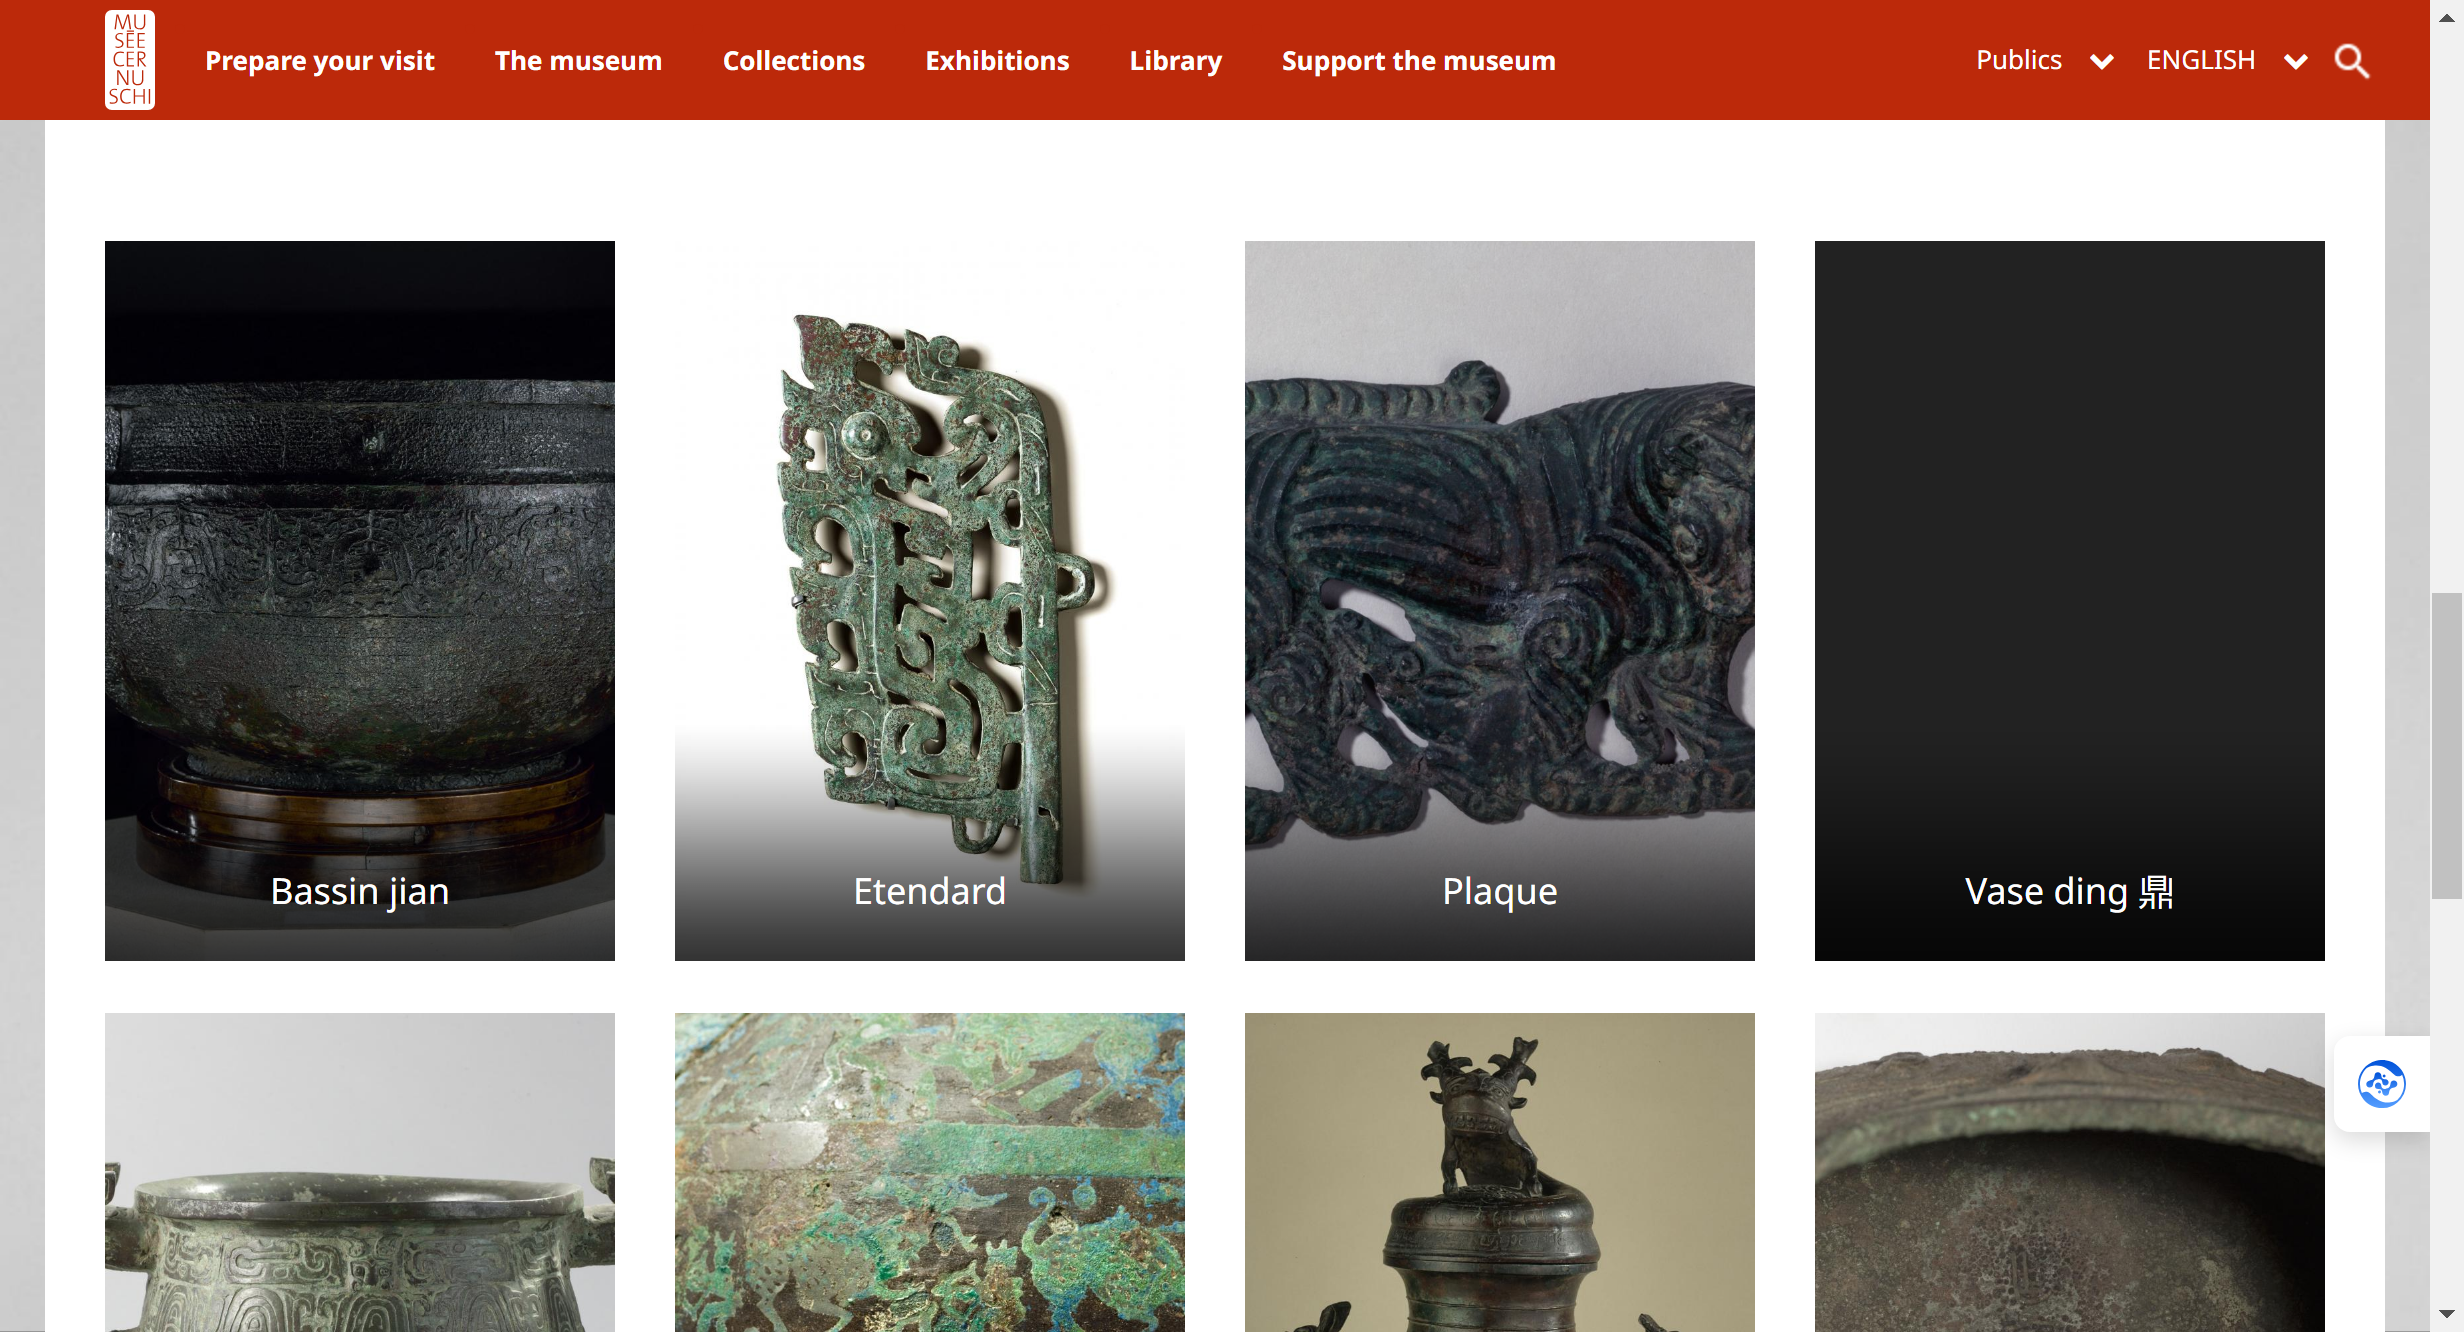 MU
SÉE
CER
NU
SCHI
Prepare your visit
The museum
Collections
Exhibitions
Library
Support the museum
Publics
ENGLISH
Bassin jian
Etendard
Plaque
Vase ding 鼎